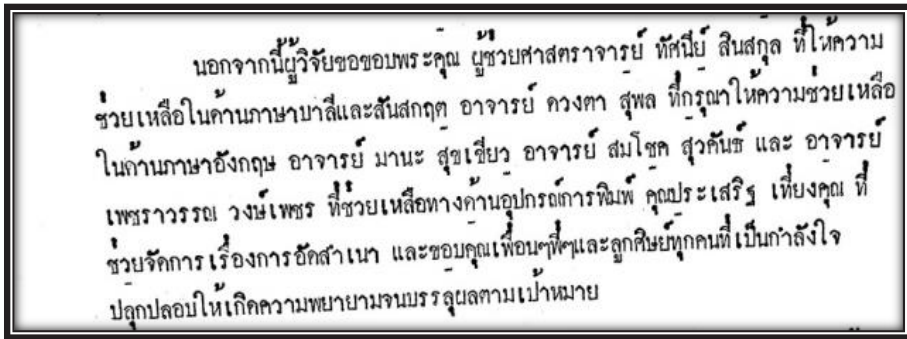 นอกจากนี้ผู้วิจัยขอขอบพระคุณ ผู้ช่วยศาสตราจารย์ ทัศนีย์ สินสกุล ที่ให้ความ
ช่วยเหลือในด้านภาษาบาลีและสันสกฤต อาจารย์ ดวงตา สุพล ที่กรุณาให้ความช่วยเหลือ
ในด้านภาษาอังกฤษ อาจารย์ มานะ สุขเขียว อาจารย์ สมโชค สุวคันธ์ และ อาจารย์
เพชราวรรณ วงษ์เพชร ที่ช่วยเหลือทางด้านอุปกรณ์การพิมพ์ คุณประเสริฐ เที่ยงคุณ ที่
ช่วยจัดการเรื่องการอัดสำเนา และขอบคุณเพื่อนๆพี่ๆและลูกศิษย์ทุกคนที่เป็นกำลังใจ
ปลุกปลอบให้เกิดความพยายามจนบรรลุผลตามเป้าหมาย